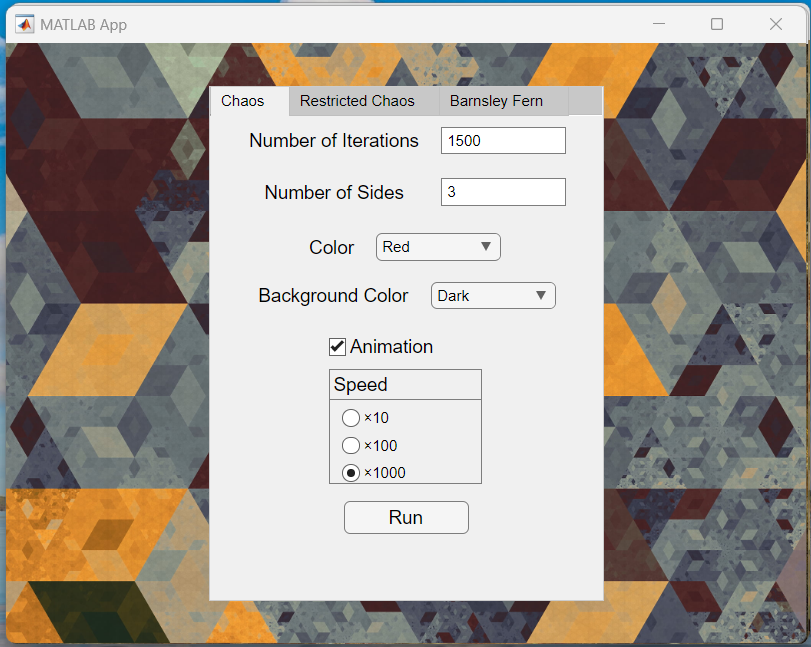 MATLAB App
Chaos Restricted Chaos Barnsley Fern
Number of Iterations 1500
Number of Sides 3
Color Red
Background Color Dark
Animation
Speed
×10
×100
×1000
Run